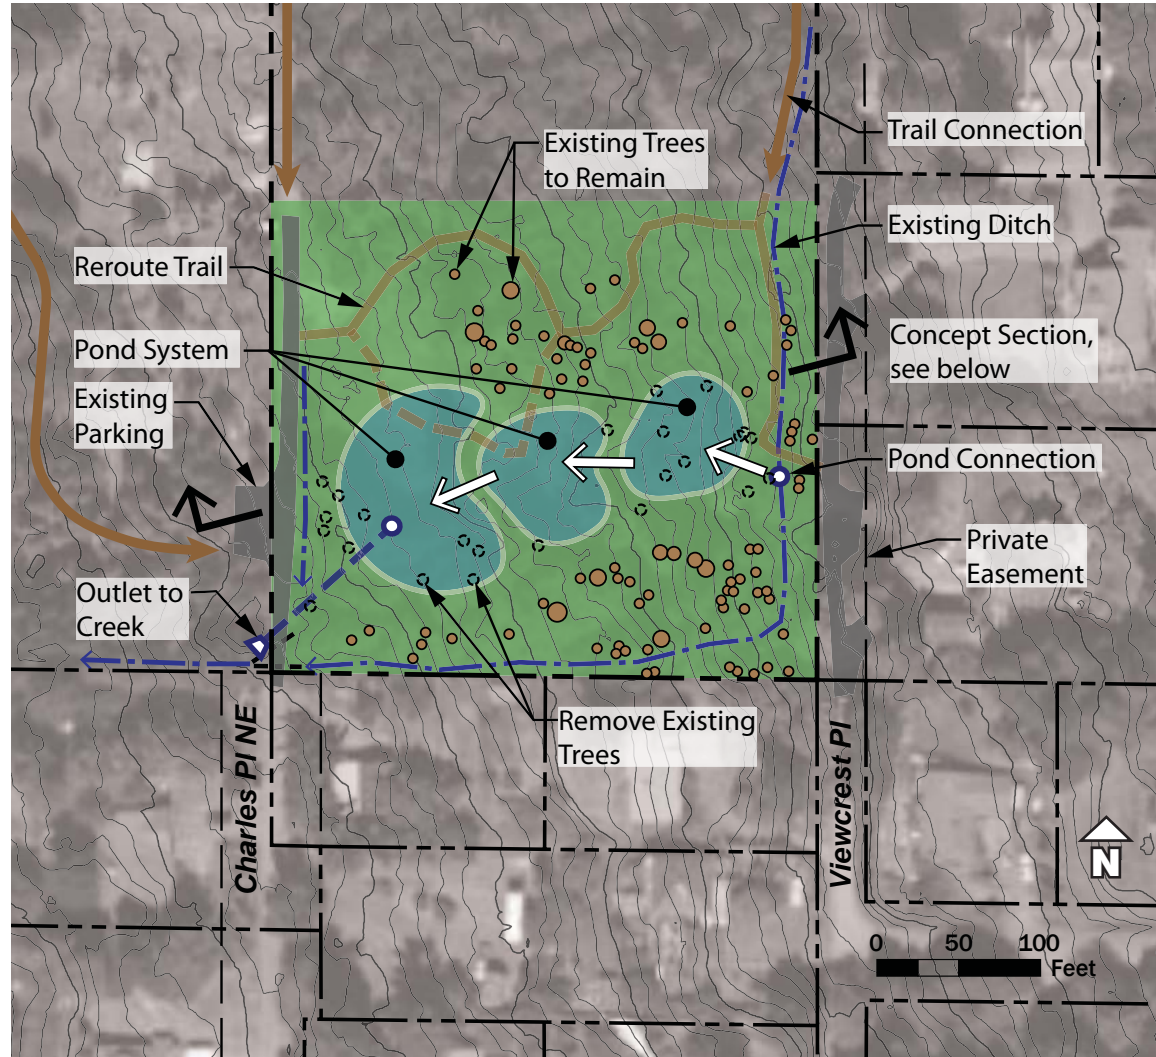 Existing Trees
to Remain
Trail Connection
Existing Ditch
Reroute Trail
Pond System
Concept Section,
see below
Existing
Parking
Pond Connection
Private
Easement
Outlet to
Creek
Remove Existing
Trees
Charles Pl NE
Viewcrest Pl
N
0 50 100
Feet